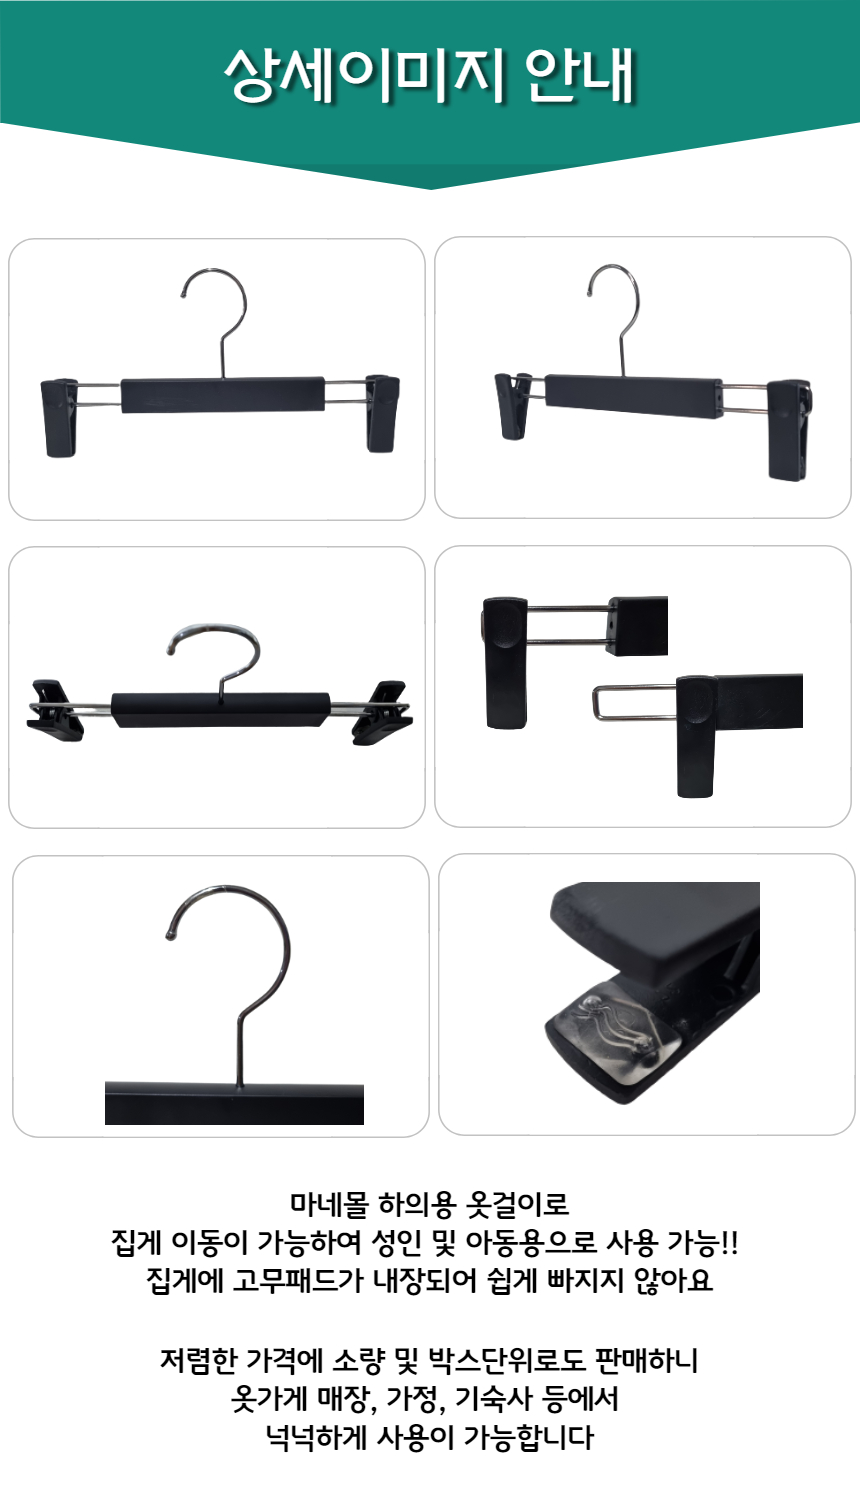 상세이미지 안내
마네몰 하의용 옷걸이로
집게 이동이 가능하여 성인 및 아동용으로 사용 가능!!
집게에 고무패드가 내장되어 쉽게 빠지지 않아요
저렴한 가격에 소량 및 박스단위로도 판매하니
옷가게 매장, 가정, 기숙사 등에서
넉넉하게 사용이 가능합니다